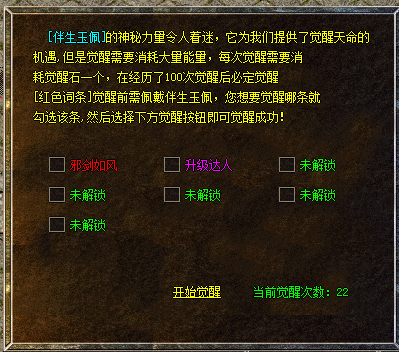 [伴生玉佩]的神秘力量令人着迷，它为我们提供了觉醒天命的
机遇,但是觉醒需要消耗大量能量，每次觉醒需要消
耗觉醒石一个，在经历了100次觉醒后必定觉醒
[红色词条]觉醒前需佩戴伴生玉佩，您想要觉醒哪条就
勾选该条,然后选择下方觉醒按钮即可觉醒成功!
邪剑如风 升级达人 未解锁
未解锁 未解锁 未解锁
未解锁
开始觉醒 当前觉醒次数：22